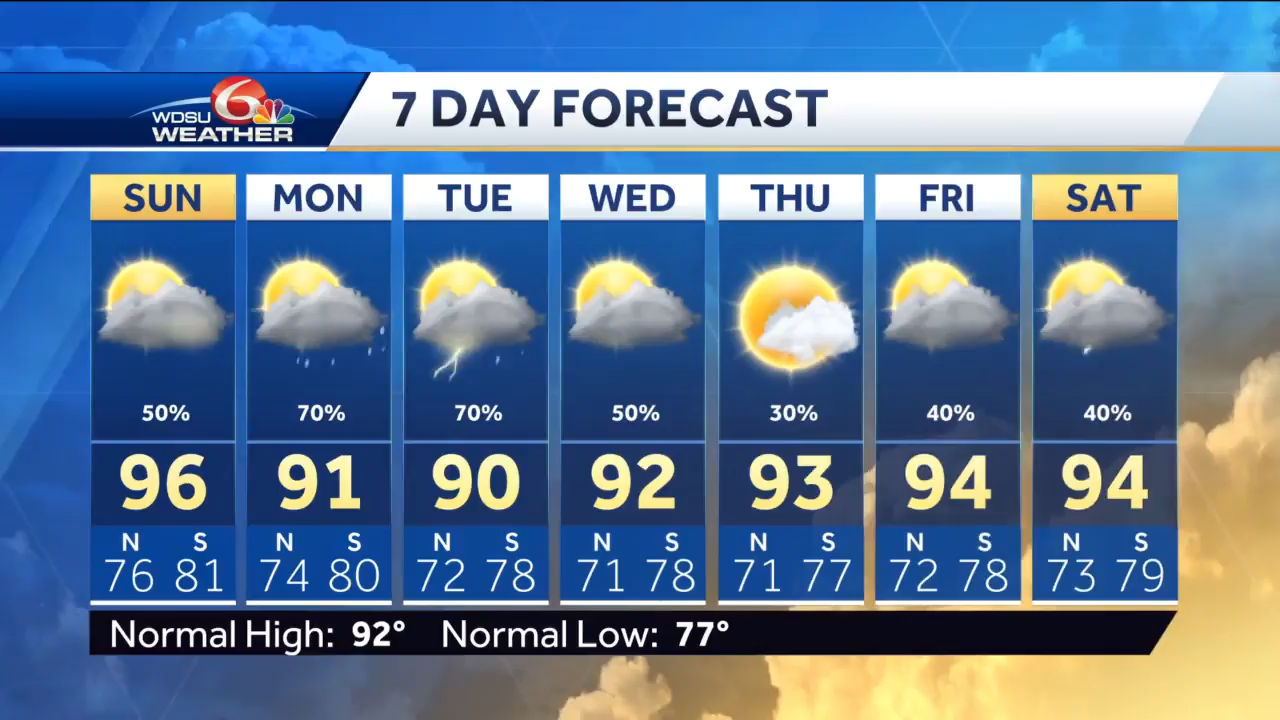 WDSU 6
WEATHER
7 DAY FORECAST
SUN MON TUE WED THU FRI SAT
50% 70% 70% 50% 30% 40% 40%
96 91 90 92 93 94 94
N S N S N S N S N S N S N S
76 81 74 80 72 78 71 78 71 77 72 78 73 79
Normal High: 92° Normal Low: 77°